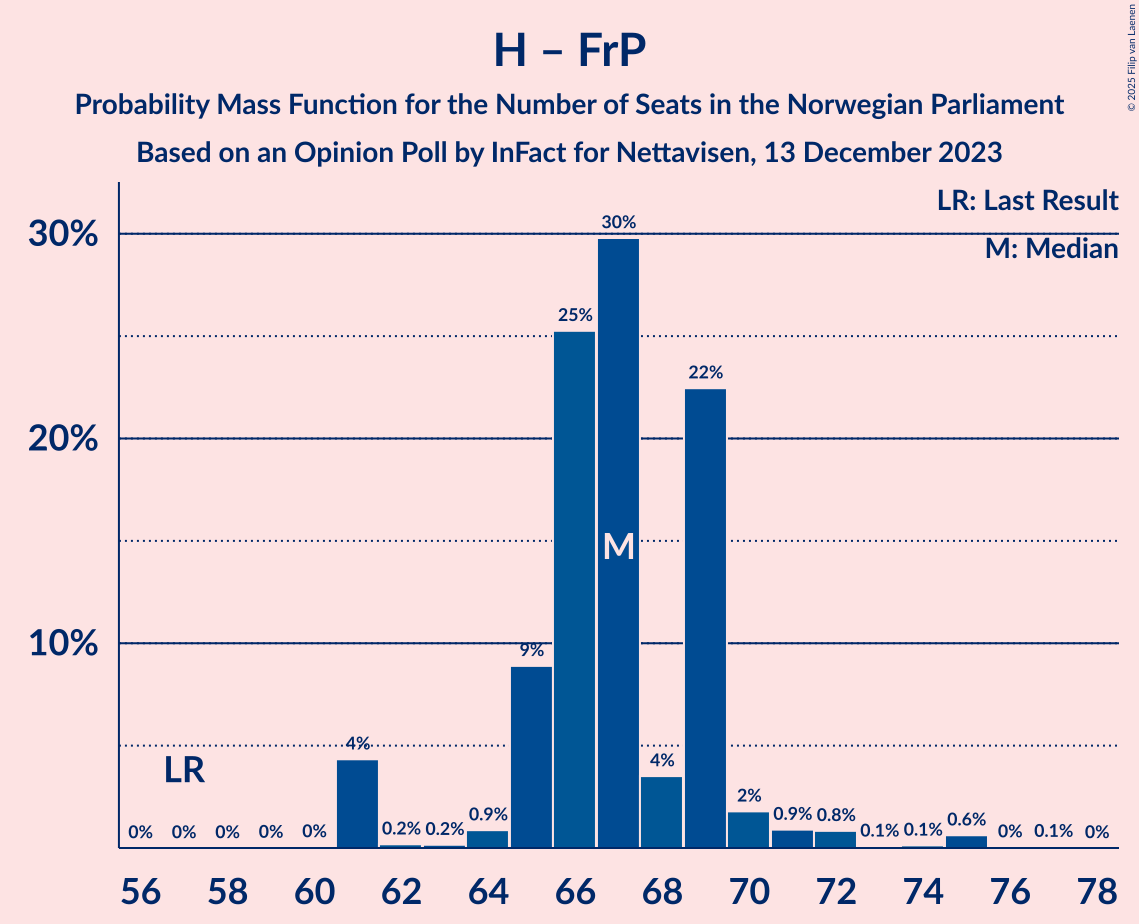 H – FrP
Probability Mass Function for the Number of Seats in the Norwegian Parliament
Based on an Opinion Poll by InFact for Nettavisen, 13 December 2023
© 2025 Filip van Laenen
LR: Last Result
M: Median
30%
20%
10%
0% 0% 0% 0% 0% 4% 0.2% 0.2% 0.9% 9% 25% 30% 4% 22% 2% 0.9% 0.8% 0.1% 0.1% 0.6% 0% 0.1% 0%
LR
M
56 58 60 62 64 66 68 70 72 74 76 78